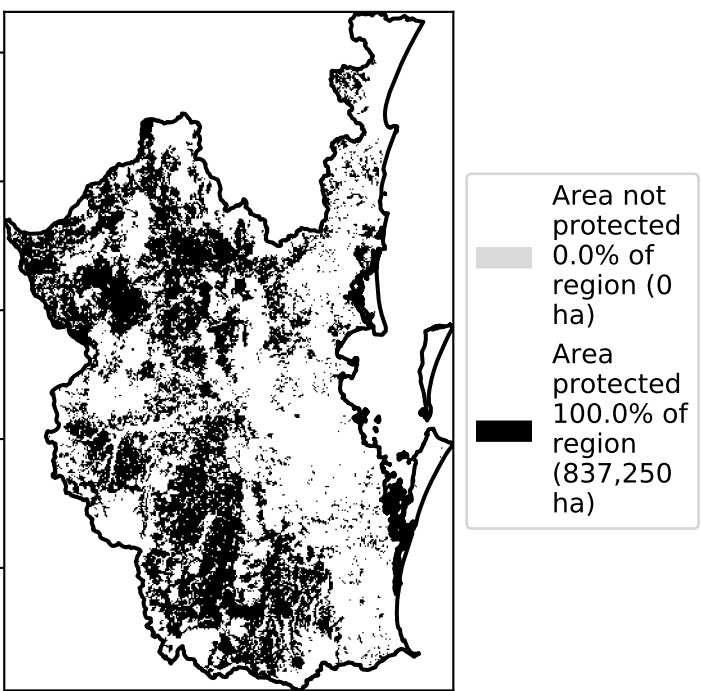 Area not
protected
0.0% of
region (0
ha)
Area
protected
100.0% of
region
(837,250
ha)